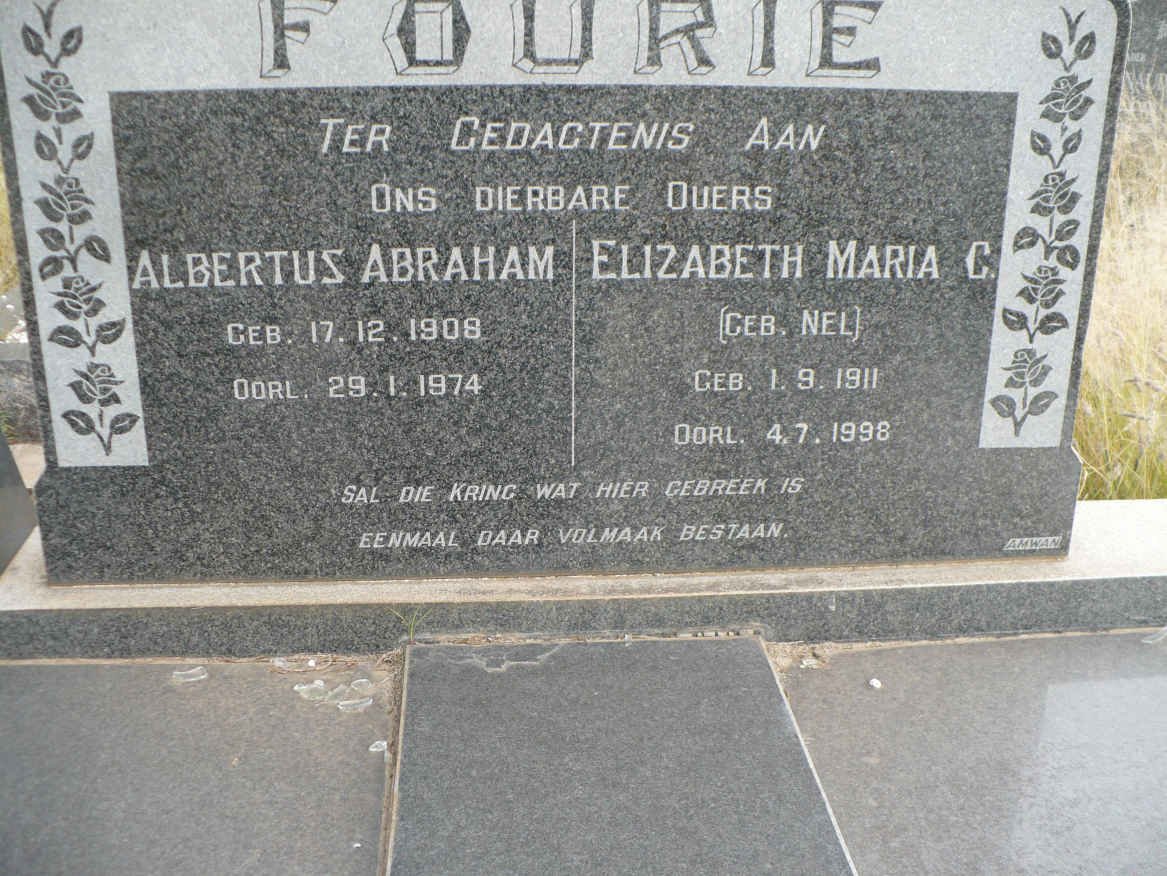 FOURIE
TER GEDAGTENIS AAN
ONS DIERBARE OUERS
ALBERTUS ABRAHAM
GEB. 17. 12. 1908
OORL. 29. 1. 1974
ELIZABETH MARIA C.
(GEB. NEL)
GEB. 1. 9. 1911
OORL. 4. 7. 1998
SAL DIE KRING WAT HIER GEBREEK IS
EENMAAL DAAR VOLMAAK BESTAAN.
AMWAN